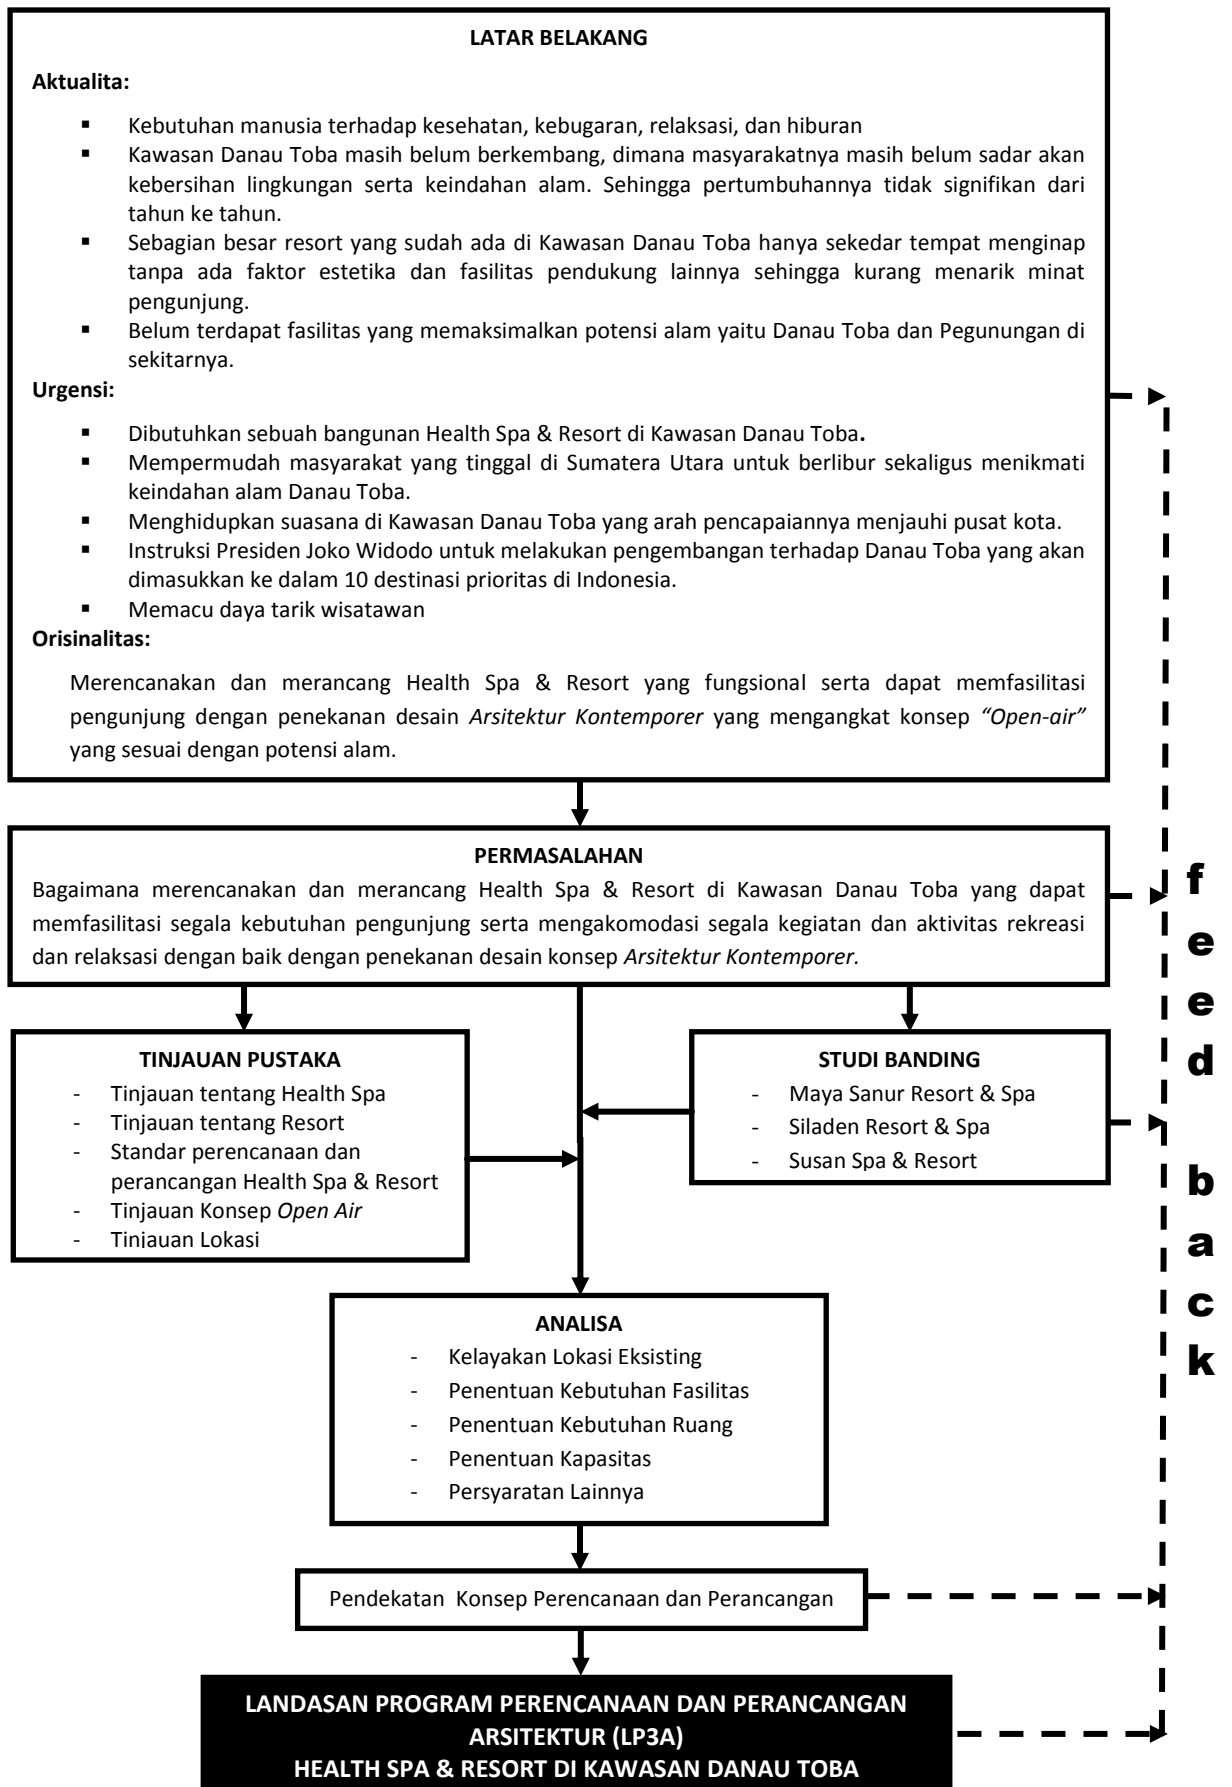 LATAR BELAKANG
Aktualita:
▪ Kebutuhan manusia terhadap kesehatan, kebugaran, relaksasi, dan hiburan
▪ Kawasan Danau Toba masih belum berkembang, dimana masyarakatnya masih belum sadar akan
kebersihan lingkungan serta keindahan alam. Sehingga pertumbuhannya tidak signifikan dari
tahun ke tahun.
▪ Sebagian besar resort yang sudah ada di Kawasan Danau Toba hanya sekedar tempat menginap
tanpa ada faktor estetika dan fasilitas pendukung lainnya sehingga kurang menarik minat
pengunjung.
▪ Belum terdapat fasilitas yang memaksimalkan potensi alam yaitu Danau Toba dan Pegunungan di
sekitarnya.
Urgensi:
▪ Dibutuhkan sebuah bangunan Health Spa & Resort di Kawasan Danau Toba.
▪ Mempermudah masyarakat yang tinggal di Sumatera Utara untuk berlibur sekaligus menikmati
keindahan alam Danau Toba.
▪ Menghidupkan suasana di Kawasan Danau Toba yang arah pencapaiannya menjauhi pusat kota.
▪ Instruksi Presiden Joko Widodo untuk melakukan pengembangan terhadap Danau Toba yang akan
dimasukkan ke dalam 10 destinasi prioritas di Indonesia.
▪ Memacu daya tarik wisatawan
Orisinalitas:
Merencanakan dan merancang Health Spa & Resort yang fungsional serta dapat memfasilitasi
pengunjung dengan penekanan desain Arsitektur Kontemporer yang mengangkat konsep “Open-air”
yang sesuai dengan potensi alam.
PERMASALAHAN
Bagaimana merencanakan dan merancang Health Spa & Resort di Kawasan Danau Toba yang dapat
memfasilitasi segala kebutuhan pengunjung serta mengakomodasi segala kegiatan dan aktivitas rekreasi
dan relaksasi dengan baik dengan penekanan desain konsep Arsitektur Kontemporer.
TINJAUAN PUSTAKA
- Tinjauan tentang Health Spa
- Tinjauan tentang Resort
- Standar perencanaan dan
perancangan Health Spa & Resort
- Tinjauan Konsep Open Air
- Tinjauan Lokasi
STUDI BANDING
- Maya Sanur Resort & Spa
- Siladen Resort & Spa
- Susan Spa & Resort
ANALISA
- Kelayakan Lokasi Eksisting
- Penentuan Kebutuhan Fasilitas
- Penentuan Kebutuhan Ruang
- Penentuan Kapasitas
- Persyaratan Lainnya
Pendekatan Konsep Perencanaan dan Perancangan
LANDASAN PROGRAM PERENCANAAN DAN PERANCANGAN
ARSITEKTUR (LP3A)
HEALTH SPA & RESORT DI KAWASAN DANAU TOBA
f
e
e
d
b
a
c
k